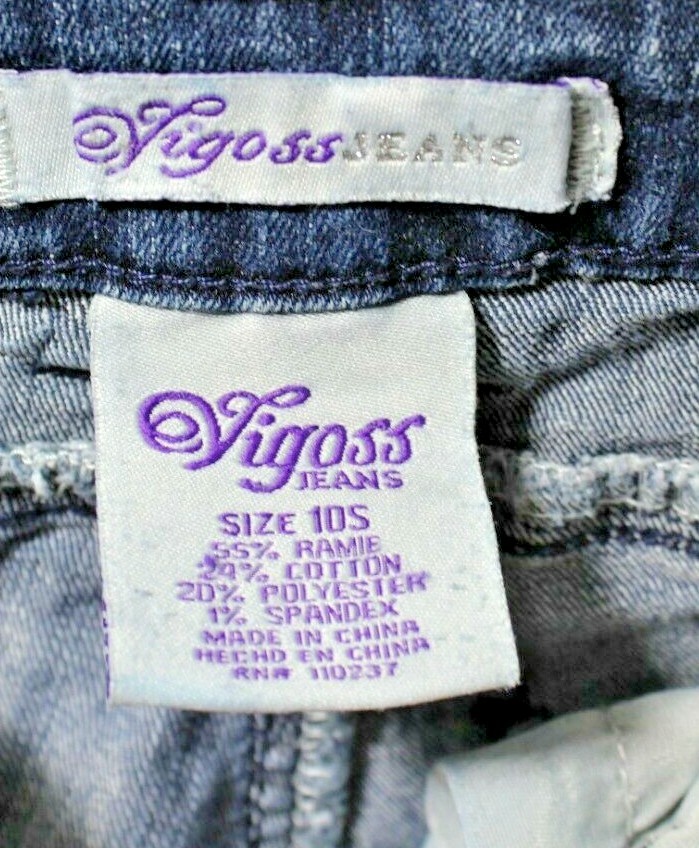 Vigoss JEANS
Vigoss
JEANS
SIZE 10S
55% RAMIE
24% COTTON
20% POLYESTER
1% SPANDEX
MADE IN CHINA
HECHO EN CHINA
RN# 110237